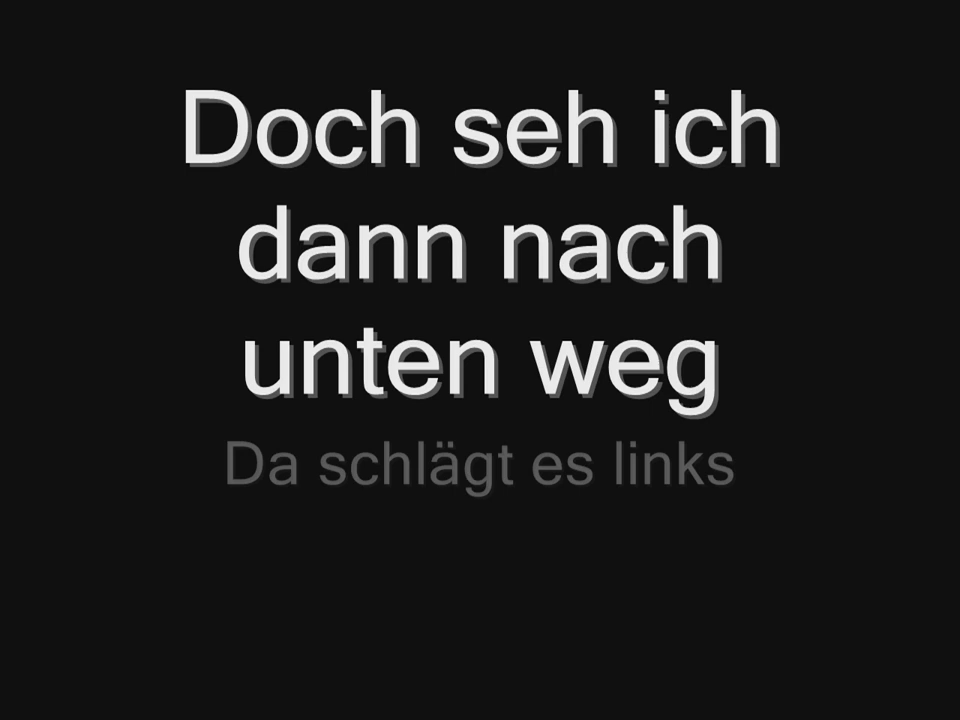 Doch seh ich
dann nach
unten weg
Da schlägt es links